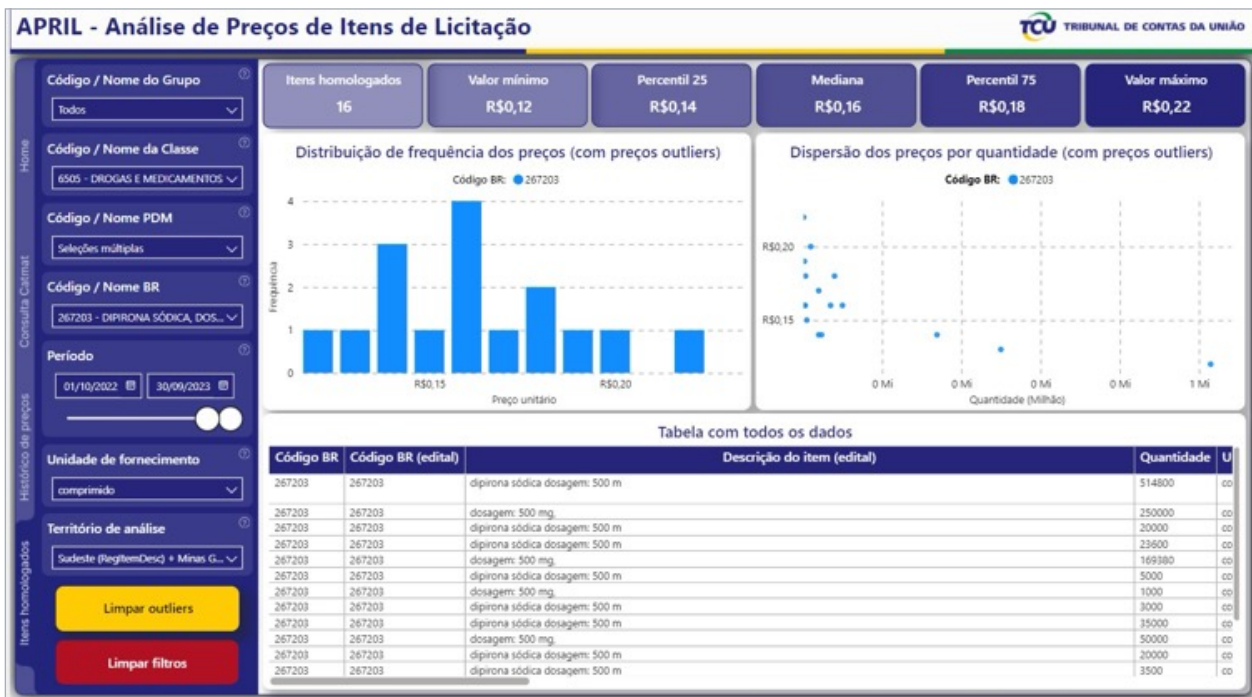 APRIL - Análise de Preços de Itens de Licitação
TCU TRIBUNAL DE CONTAS DA UNIÃO
Home
Consulta Catmat
Histórico de preços
Itens homologados
Código / Nome do Grupo
Todos
Código / Nome da Classe
6505 - DROGAS E MEDICAMENTOS
Código / Nome PDM
Seleções múltiplas
Código / Nome BR
267203 - DIPIRONA SÓDICA, DOS...
Período
01/10/2022 30/09/2023
Unidade de fornecimento
comprimido
Território de análise
Sudeste (RegItemDesc) + Minas G...
Limpar outliers
Limpar filtros
Itens homologados Valor mínimo Percentil 25 Mediana Percentil 75 Valor máximo
16 R$0,12 R$0,14 R$0,16 R$0,18 R$0,22
Distribuição de frequência dos preços (com preços outliers)
Código BR: 267203
Frequência
4
3
2
1
0
R$0,15 R$0,20
Preço unitário
Dispersão dos preços por quantidade (com preços outliers)
Código BR: 267203
R$0,20
R$0,15
0 Mi 0 Mi 0 Mi 0 Mi 1 Mi
Quantidade (Milhão)
Tabela com todos os dados
Código BR Código BR (edital) Descrição do item (edital) Quantidade U
267203 267203 dipirona sódica dosagem: 500 m 514800 co
267203 267203 dosagem: 500 mg, 250000 co
267203 267203 dipirona sódica dosagem: 500 m 20000 co
267203 267203 dipirona sódica dosagem: 500 m 23600 co
267203 267203 dosagem: 500 mg, 169380 co
267203 267203 dipirona sódica dosagem: 500 m 5000 co
267203 267203 dosagem: 500 mg, 1000 co
267203 267203 dipirona sódica dosagem: 500 m 3000 co
267203 267203 dipirona sódica dosagem: 500 m 35000 co
267203 267203 dosagem: 500 mg, 50000 co
267203 267203 dipirona sódica dosagem: 500 m 20000 co
267203 267203 dipirona sódica dosagem: 500 m 3500 co